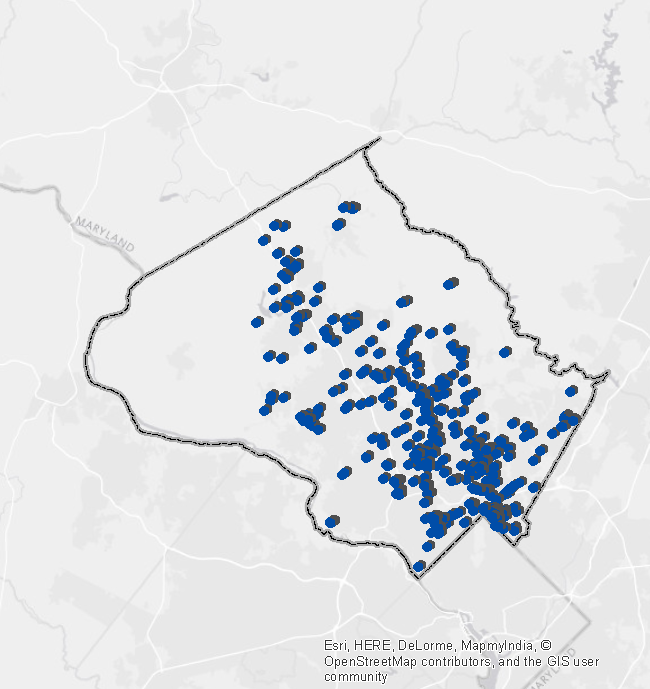 MARYLAND
Esri, HERE, DeLorme, MapmyIndia, ©
OpenStreetMap contributors, and the GIS user
community
MARYLAND